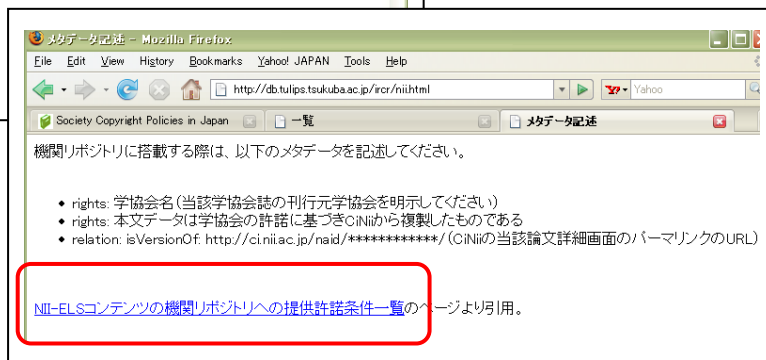 メタデータ記述 - Mozilla Firefox
File Edit View History Bookmarks Yahoo! JAPAN Tools Help
http://db.tulips.tsukuba.ac.jp/ircr/nii.html Yahoo
Society Copyright Policies in Japan 一覧 メタデータ記述
機関リポジトリに搭載する際は、以下のメタデータを記述してください。
◆ rights: 学協会名(当該学協会誌の刊行元学協会を明示してください)
◆ rights: 本文データは学協会の許諾に基づきCiNiiから複製したものである
◆ relation: isVersionOf: http://ci.nii.ac.jp/naid/************/(CiNiiの当該論文詳細画面のパーマリンクのURL)
NII-ELSコンテンツの機関リポジトリへの提供許諾条件一覧のページより引用。